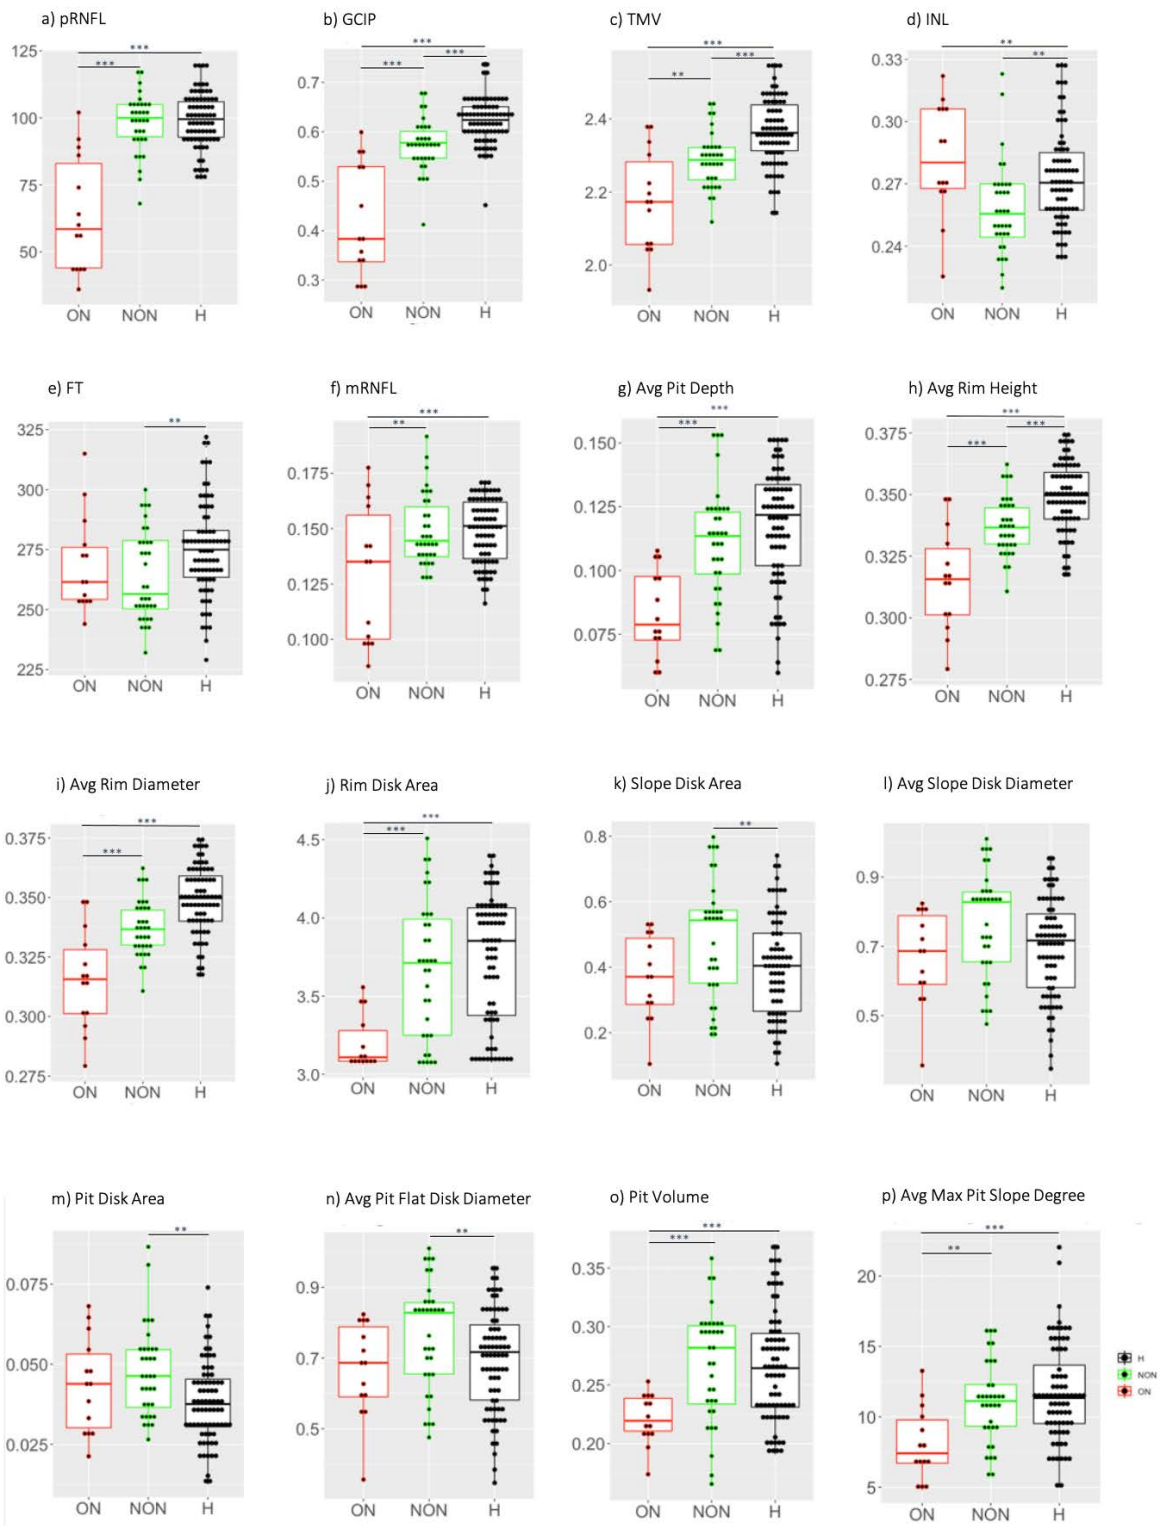 a) pRNFL
b) GCIP
c) TMV
d) INL
*** *** 125 100 75 50 ON NON H
*** *** *** 0.7 0.6 0.5 0.4 0.3 ON NON H
*** *** ** 2.4 2.2 2.0 ON NON H
** ** 0.33 0.30 0.27 0.24 ON NON H
e) FT
f) mRNFL
g) Avg Pit Depth
h) Avg Rim Height
** 325 300 275 250 225 ON NON H
*** ** 0.175 0.150 0.125 0.100 ON NON H
*** *** 0.150 0.125 0.100 0.075 ON NON H
*** *** *** 0.375 0.350 0.325 0.300 0.275 ON NON H
i) Avg Rim Diameter
j) Rim Disk Area
k) Slope Disk Area
l) Avg Slope Disk Diameter
*** *** 0.375 0.350 0.325 0.300 0.275 ON NON H
*** *** 4.5 4.0 3.5 3.0 ON NON H
** 0.8 0.6 0.4 0.2 ON NON H
0.9 0.7 0.5 ON NON H
m) Pit Disk Area
n) Avg Pit Flat Disk Diameter
o) Pit Volume
p) Avg Max Pit Slope Degree
** 0.075 0.050 0.025 ON NON H
** 0.9 0.7 0.5 ON NON H
*** *** 0.35 0.30 0.25 0.20 ON NON H
*** ** 20 15 10 5 ON NON H
H
NON
ON